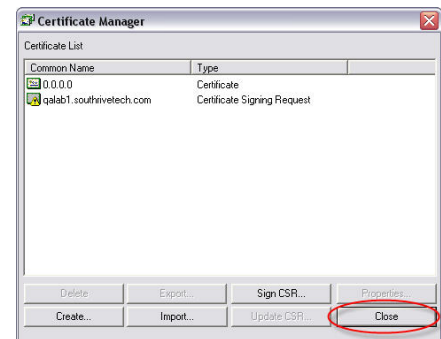 Certificate Manager
Certificate List
Common Name Type
0.0.0.0 Certificate
qalab1.southrivetech.com Certificate Signing Request
Delete Export... Sign CSR... Properties...
Create... Import... Update CSR... Close